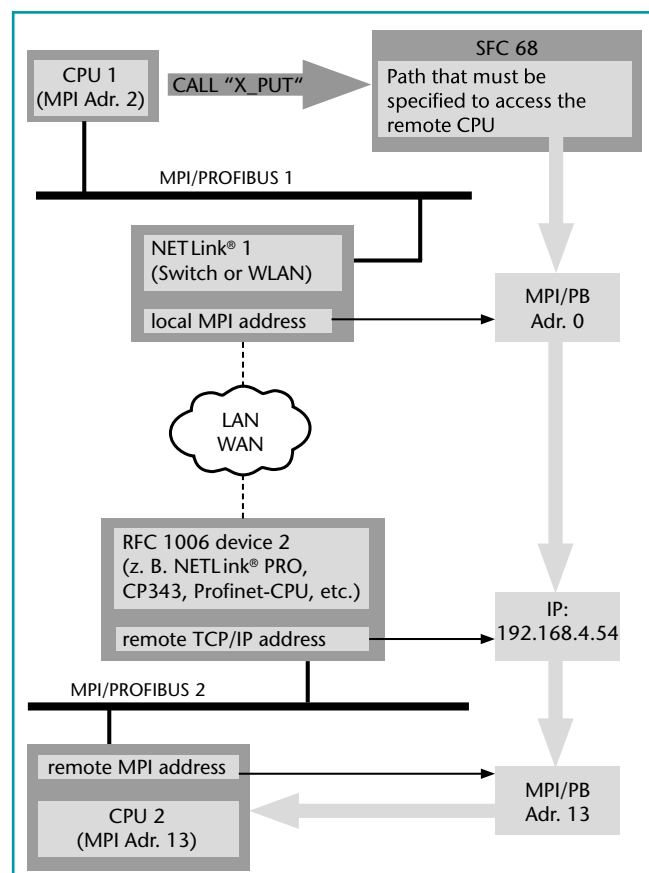 CPU 1
(MPI Adr. 2)
CALL “X_PUT“
SFC 68
Path that must be
specified to access the
remote CPU
MPI/PROFIBUS 1
NETLink® 1
(Switch or WLAN)
local MPI address
MPI/PB
Adr. 0
LAN
WAN
RFC 1006 device 2
(z. B. NETLink® PRO,
CP343, Profinet-CPU, etc.)
remote TCP/IP address
IP:
192.168.4.54
MPI/PROFIBUS 2
remote MPI address
CPU 2
(MPI Adr. 13)
MPI/PB
Adr. 13